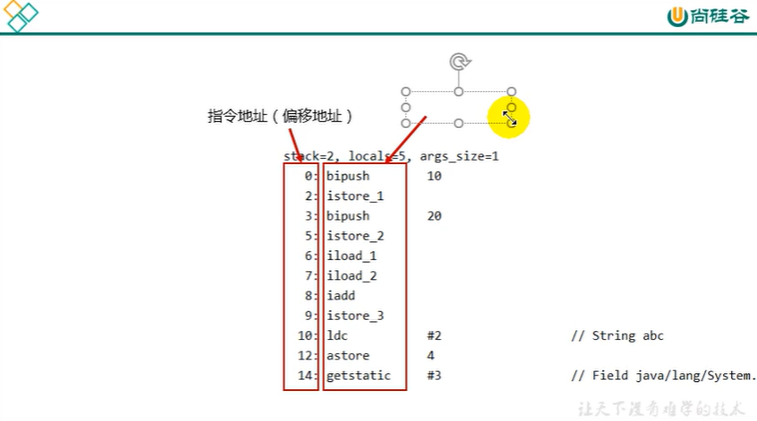 尚硅谷
指令地址（偏移地址）
stack=2, locals=5, args_size=1
0: bipush 10
2: istore_1
3: bipush 20
5: istore_2
6: iload_1
7: iload_2
8: iadd
9: istore_3
10: ldc #2 // String abc
12: astore 4
14: getstatic #3 // Field java/lang/System.
让天下没有难学的技术